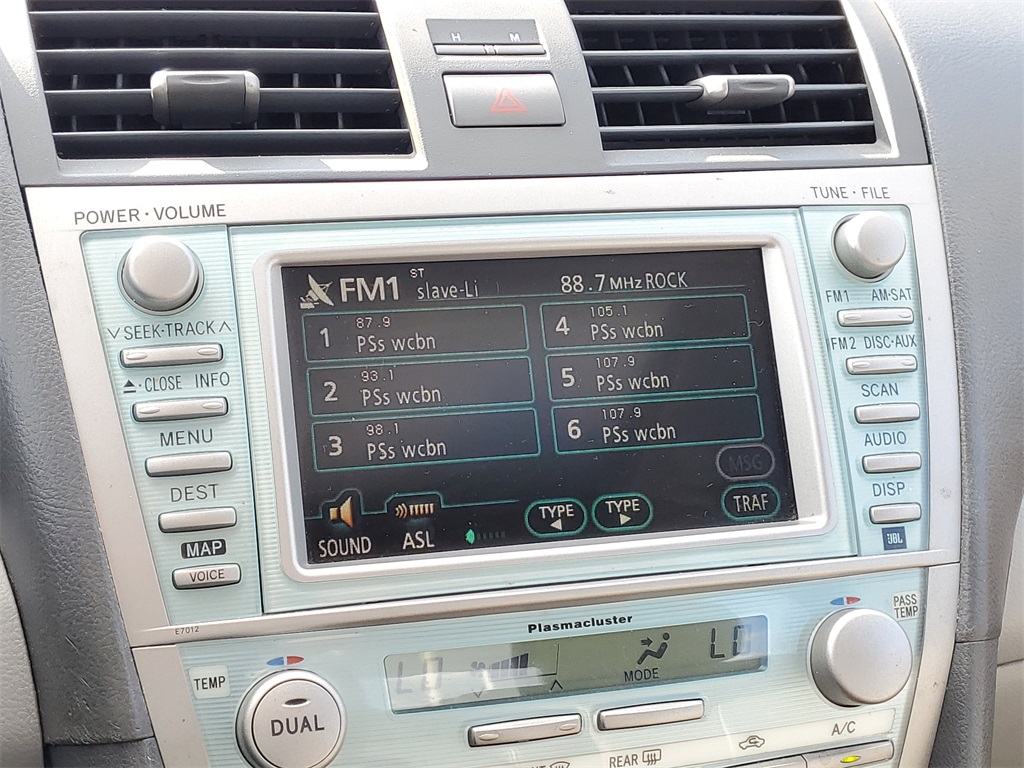 H M
POWER·VOLUME
TUNE·FILE
SEEK·TRACK
·CLOSE INFO
MENU
DEST
MAP
VOICE
E7012
FM1 ST slave-Li 88.7 MHz ROCK
1 87.9 PSs wcbn
2 93.1 PSs wcbn
3 98.1 PSs wcbn
4 105.1 PSs wcbn
5 107.9 PSs wcbn
6 107.9 PSs wcbn
MSG
SOUND ASL TYPE TYPE TRAF
FM1 AM·SAT
FM2 DISC·AUX
SCAN
AUDIO
DISP
JBL
Plasmacluster
PASS TEMP
TEMP
DUAL
LO MODE LO
REAR
A/C